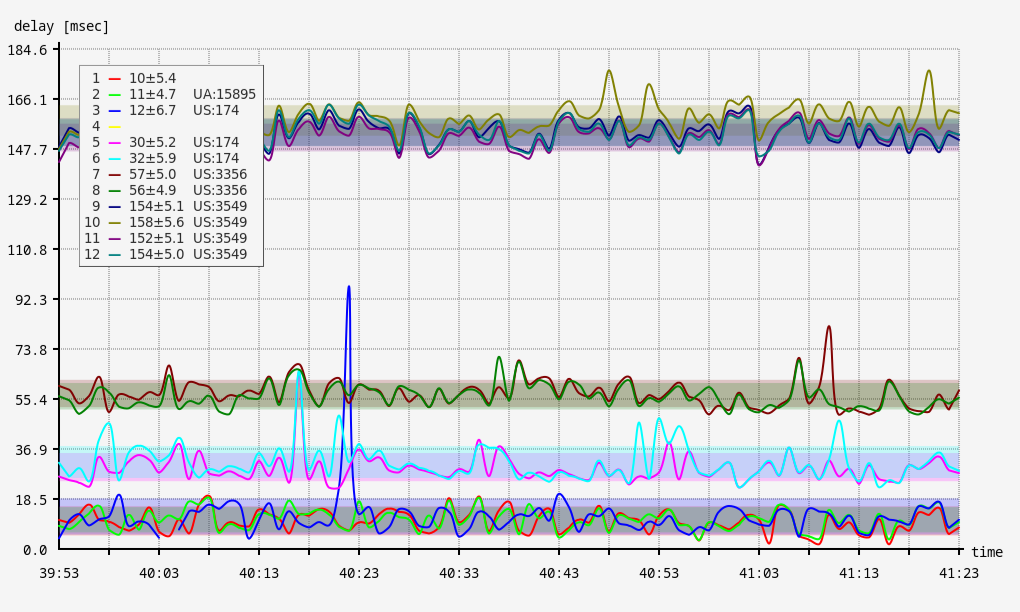 delay [msec]
184.6
166.1
147.7
129.2
110.8
92.3
73.8
55.4
36.9
18.5
0.0
1 10±5.4
2 11±4.7 UA:15895
3 12±6.7 US:174
4
5 30±5.2 US:174
6 32±5.9 US:174
7 57±5.0 US:3356
8 56±4.9 US:3356
9 154±5.1 US:3549
10 158±5.6 US:3549
11 152±5.1 US:3549
12 154±5.0 US:3549
time
39:53 40:03 40:13 40:23 40:33 40:43 40:53 41:03 41:13 41:23